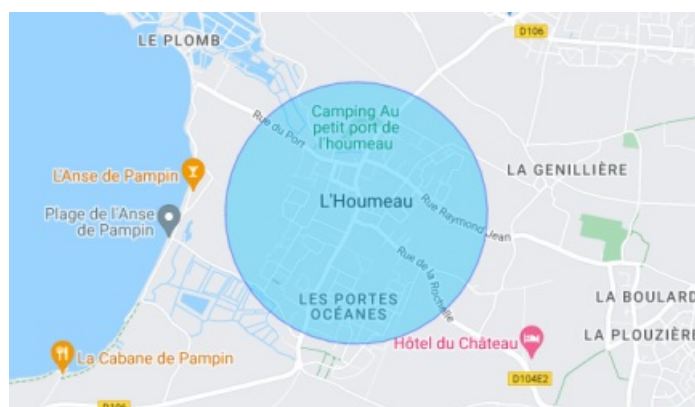 LE PLOMB
D106
Camping Au
petit port de
l'houmeau
Rue du Port
L'Anse de Pampin
LA GENILLIÈRE
L'Houmeau
Plage de l'Anse
de Pampin
Rue Raymond Jean
Rue de la Rochelle
LES PORTES
OCÉANES
LA BOULARD
LA PLOUZIÈRE
Hôtel du Château
La Cabane de Pampin
D104E2
D106